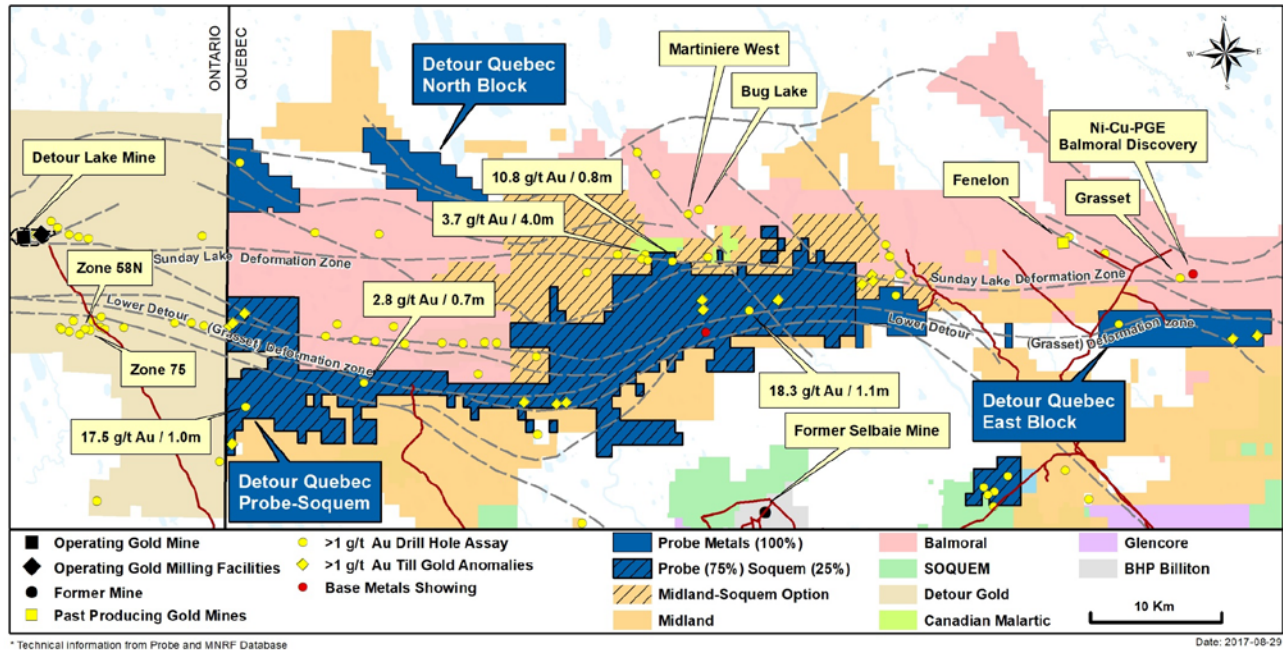 ONTARIO
QUEBEC
Detour Quebec
North Block
Martiniere West
Bug Lake
N
W
E
S
Ni-Cu-PGE
Balmoral Discovery
Detour Lake Mine
10.8 g/t Au / 0.8m
Fenelon
Grasset
3.7 g/t Au / 4.0m
Sunday Lake Deformation Zone
Sunday Lake Deformation Zone
Zone 58N
2.8 g/t Au / 0.7m
Lower Detour (Grasset) Deformation zone
Lower Detour (Grasset) Deformation zone
Zone 75
18.3 g/t Au / 1.1m
Detour Quebec
East Block
17.5 g/t Au / 1.0m
Former Selbaie Mine
Detour Quebec
Probe-Soquem
Operating Gold Mine
Operating Gold Milling Facilities
Former Mine
Past Producing Gold Mines
>1 g/t Au Drill Hole Assay
>1 g/t Au Till Gold Anomalies
Base Metals Showing
Probe Metals (100%)
Probe (75%) Soquem (25%)
Midland-Soquem Option
Midland
Balmoral
SOQUEM
Detour Gold
Canadian Malartic
Glencore
BHP Billiton
10 Km
* Technical information from Probe and MNRF Database
Date: 2017-08-29